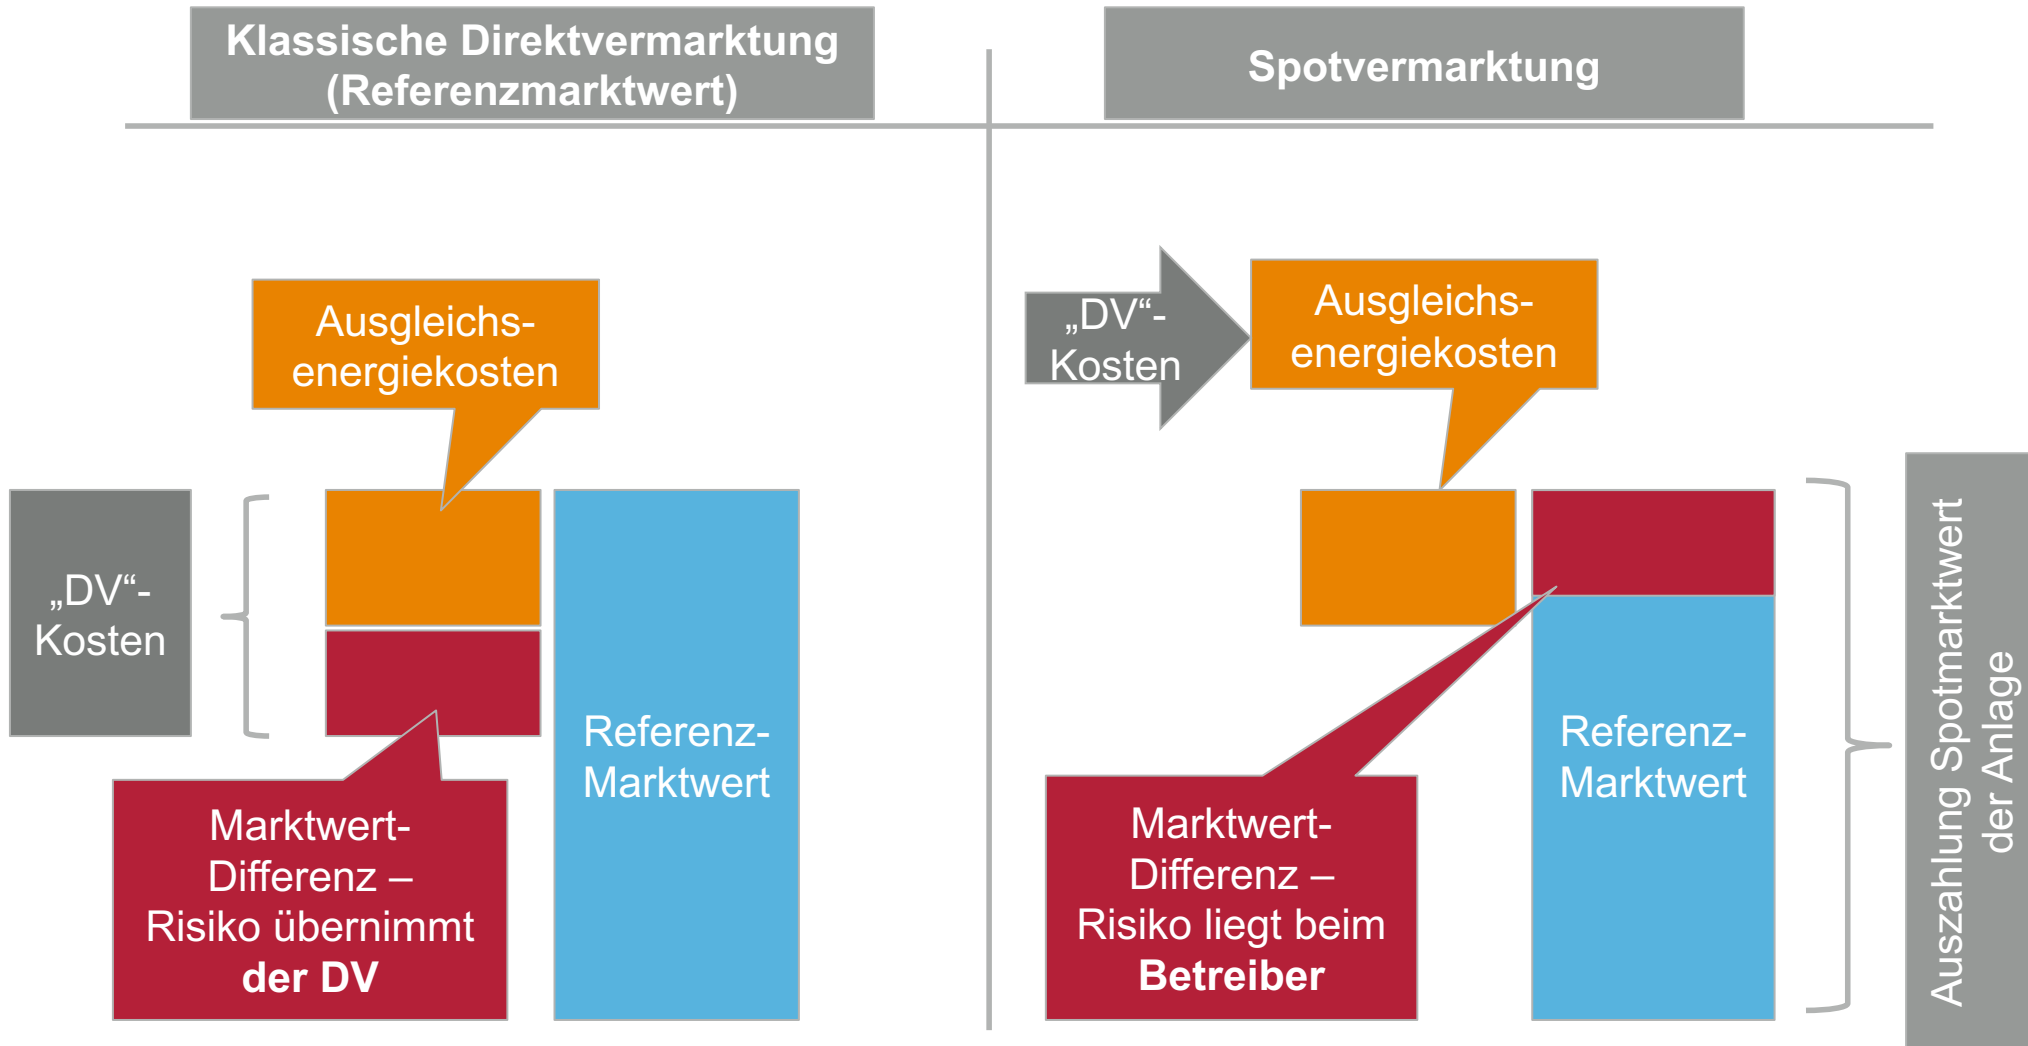 Klassische Direktvermarktung
(Referenzmarktwert)
Spotvermarktung
Ausgleichs-
energiekosten
„DV“-
Kosten
Referenz-
Marktwert
Marktwert-
Differenz –
Risiko übernimmt
der DV
„DV“-
Kosten
Ausgleichs-
energiekosten
Referenz-
Marktwert
Marktwert-
Differenz –
Risiko liegt beim
Betreiber
Auszahlung Spotmarktwert
der Anlage